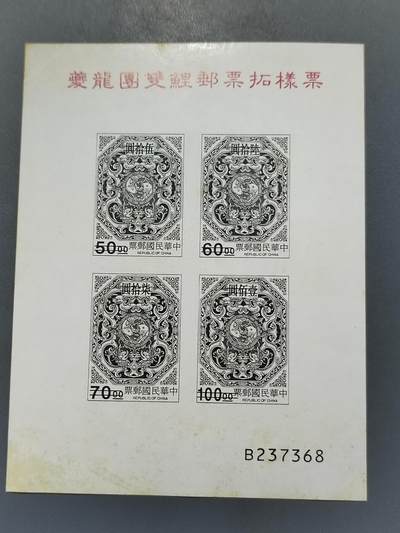 夔龍團雙鯉郵票拓樣票
圓拾伍
50.00
票郵國民華中
REPUBLIC OF CHINA
圓拾陸
60.00
票郵國民華中
REPUBLIC OF CHINA
圓拾柒
70.00
票郵國民華中
REPUBLIC OF CHINA
圓佰壹
100.00
票郵國民華中
REPUBLIC OF CHINA
B237368